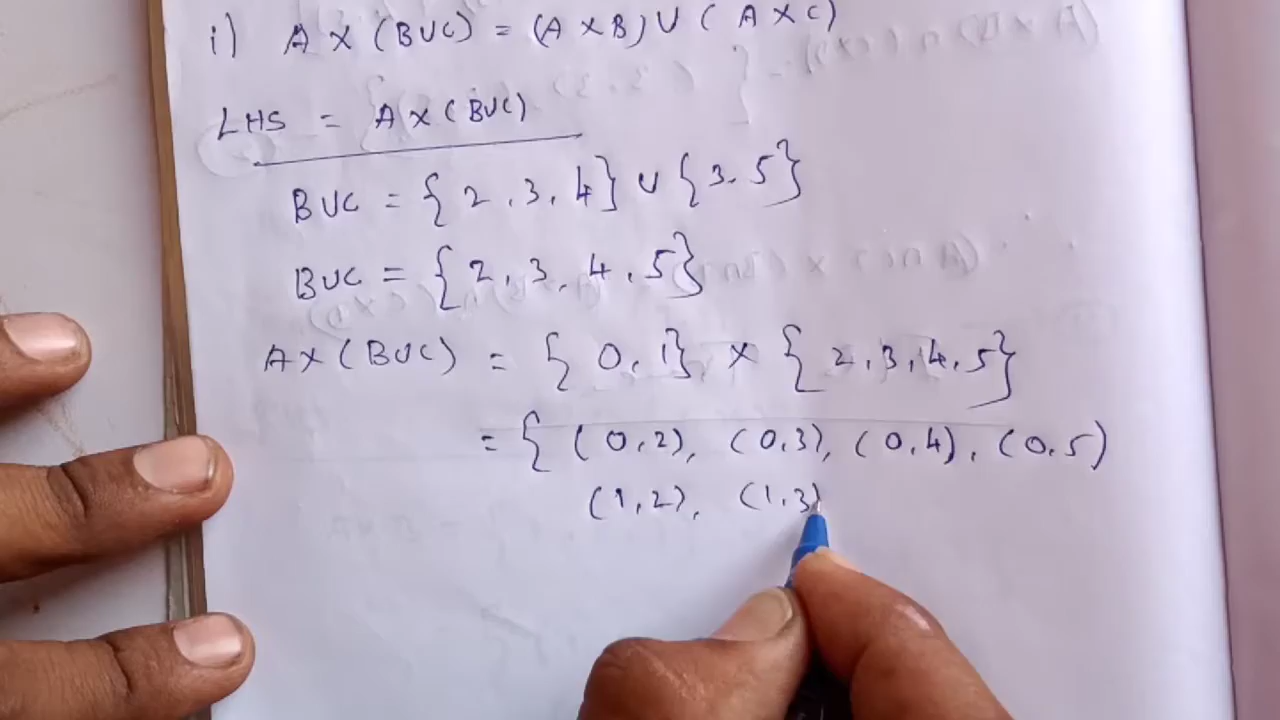 i) A × (B∪C) = (A × B) ∪ (A × C)
LHS = A × (B∪C)
B∪C = {2, 3, 4} ∪ {3, 5}
B∪C = {2, 3, 4, 5}
A × (B∪C) = {0, 1} × {2, 3, 4, 5}
= { (0, 2), (0, 3), (0, 4), (0, 5)
(1, 2), (1, 3)